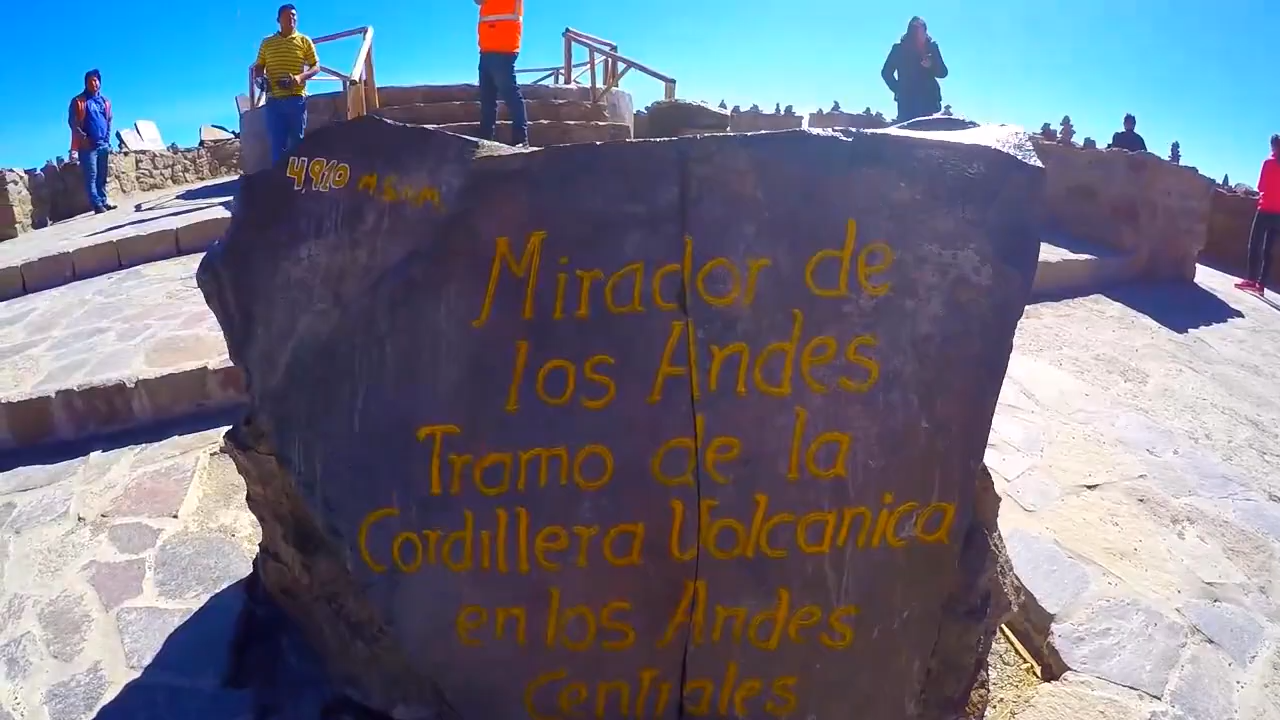 4910 M.S.N.M.
Mirador de
los Andes
Tramo de la
Cordillera Volcanica
en los Andes
Centrales